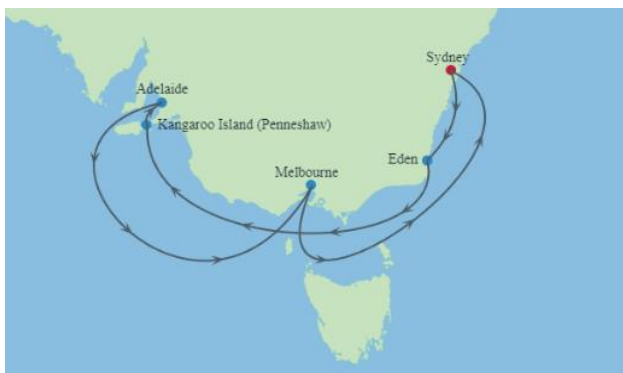 Sydney
Adelaide
Kangaroo Island (Penneshaw)
Eden
Melbourne